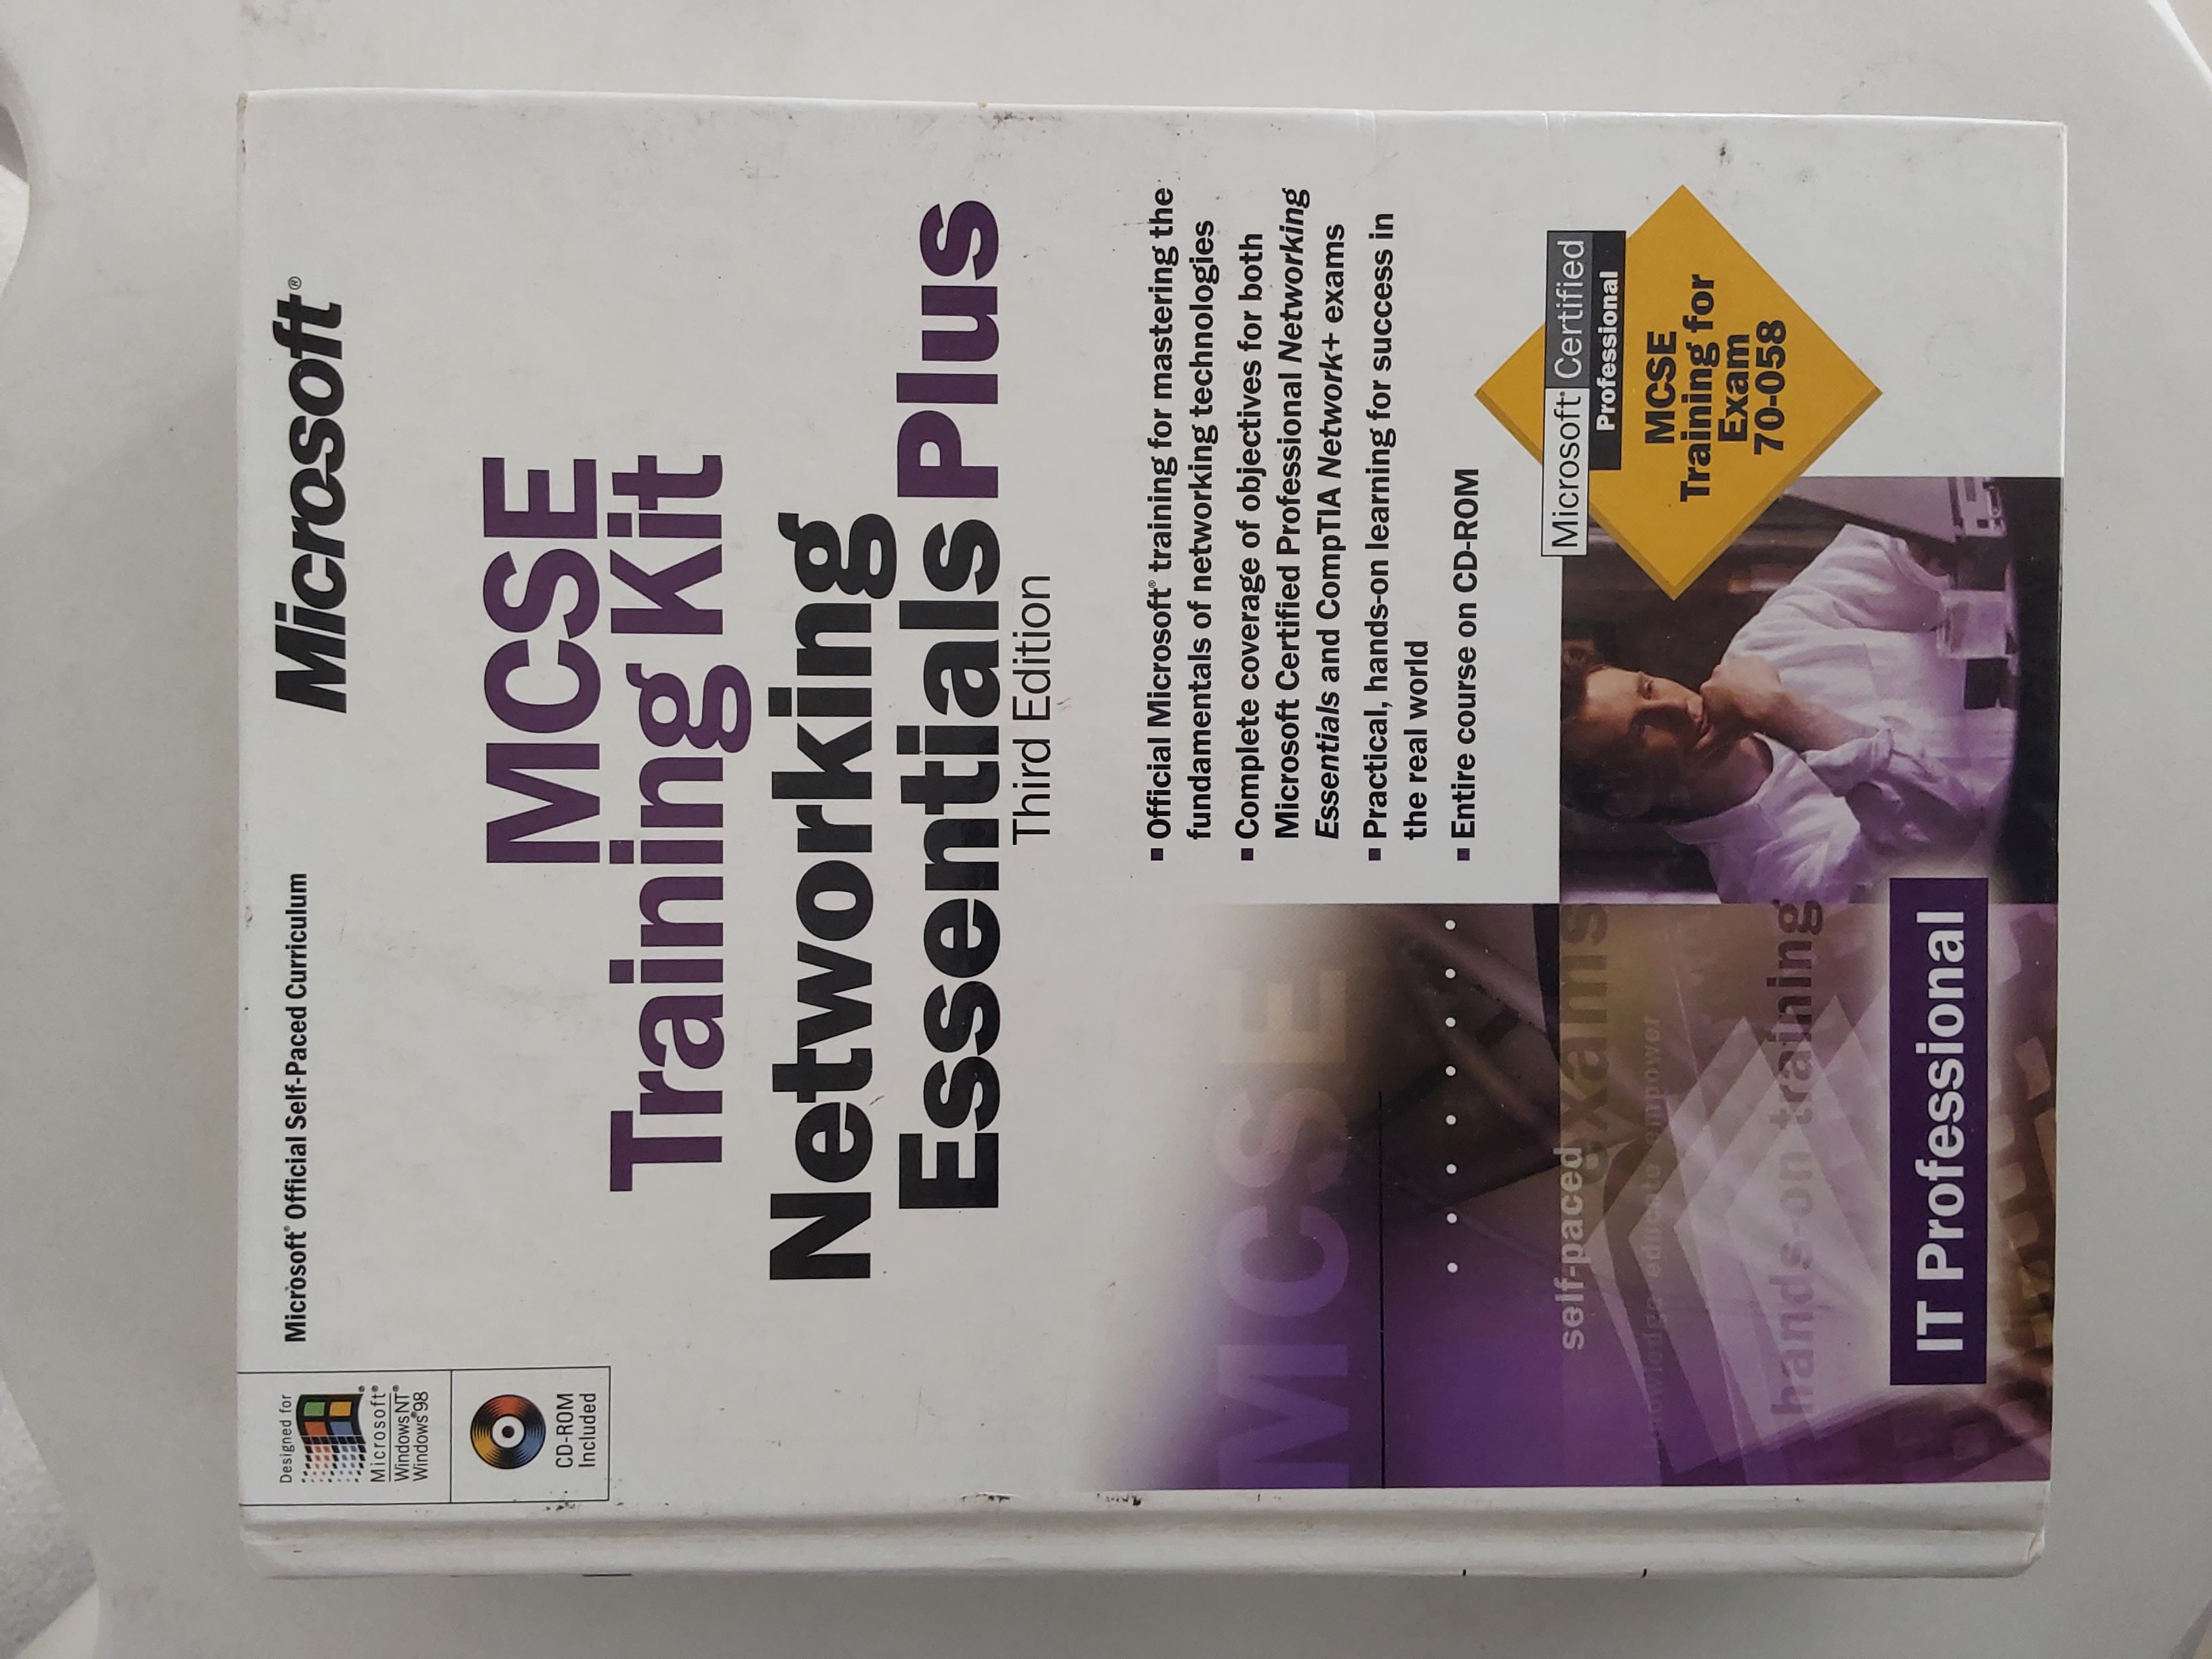 Designed for
Microsoft®
Windows NT®
Windows®98
CD-ROM
Included
Microsoft® Official Self-Paced Curriculum
Microsoft®
MCSE
Training Kit
Networking
Essentials Plus
Third Edition
▪ Official Microsoft® training for mastering the
fundamentals of networking technologies
▪ Complete coverage of objectives for both
Microsoft Certified Professional Networking
Essentials and CompTIA Network+ exams
▪ Practical, hands-on learning for success in
the real world
▪ Entire course on CD-ROM
MCSE
self-paced
exams
knowledge educate empower
hands-on training
IT Professional
Microsoft® Certified
Professional
MCSE
Training for
Exam
70-058